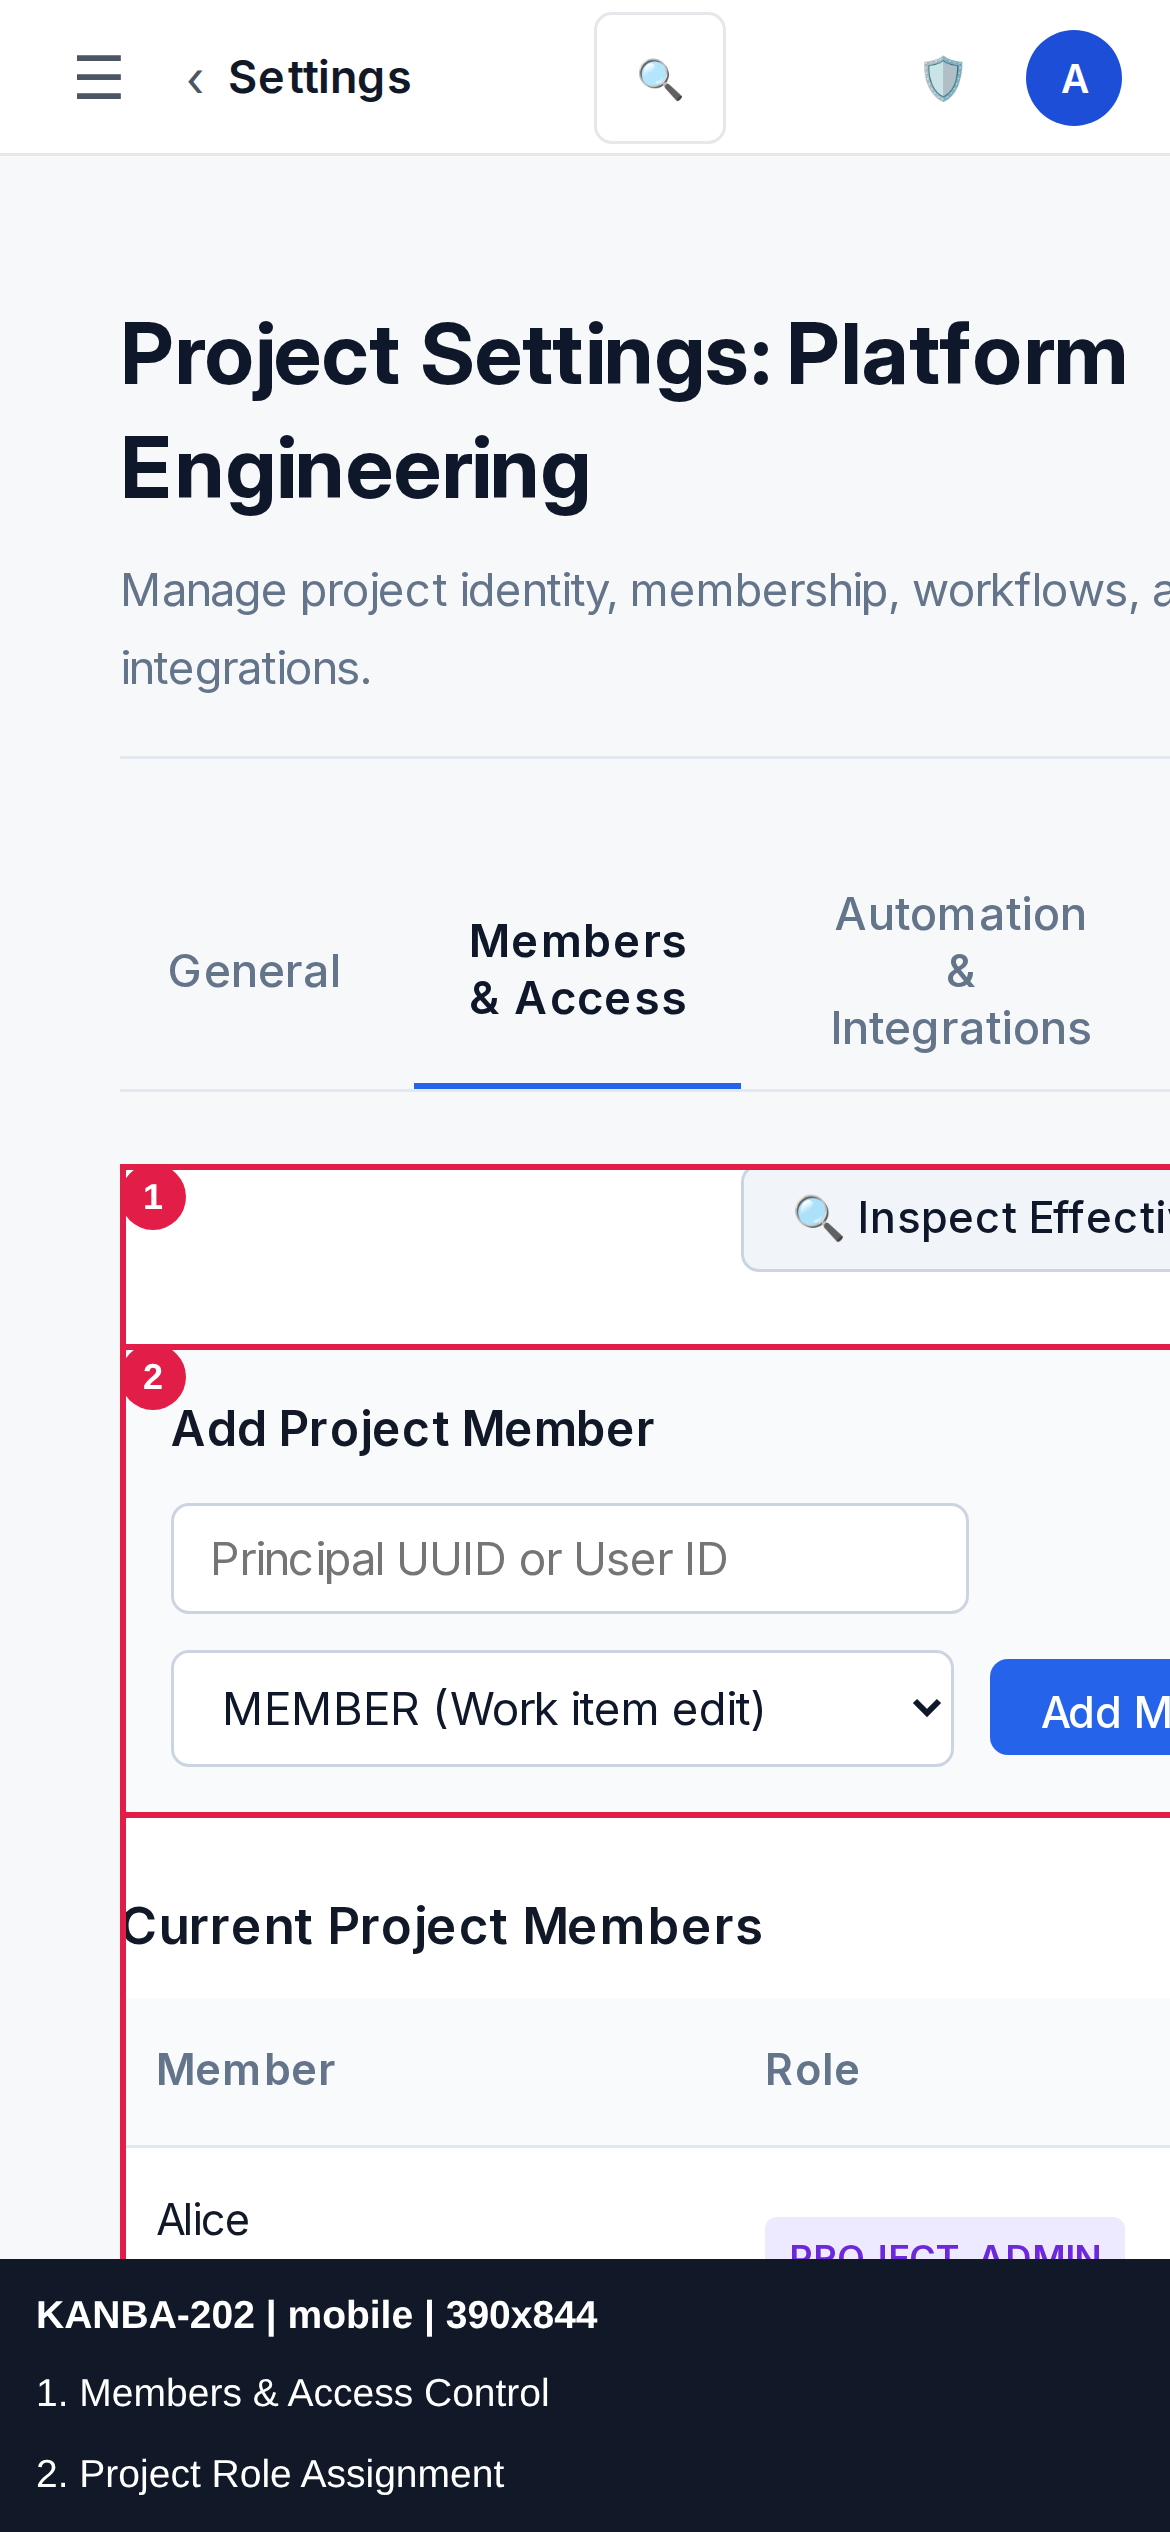 ☰ ‹ Settings 🔍 🛡️ A
Project Settings: Platform
Engineering
Manage project identity, membership, workflows, a
integrations.
General
Members
& Access
Automation
&
Integrations
1
🔍 Inspect Effectiv
2
Add Project Member
Principal UUID or User ID
MEMBER (Work item edit)
Add M
Current Project Members
Member Role
Alice
PROJECT_ADMIN
KANBA-202 | mobile | 390x844
1. Members & Access Control
2. Project Role Assignment